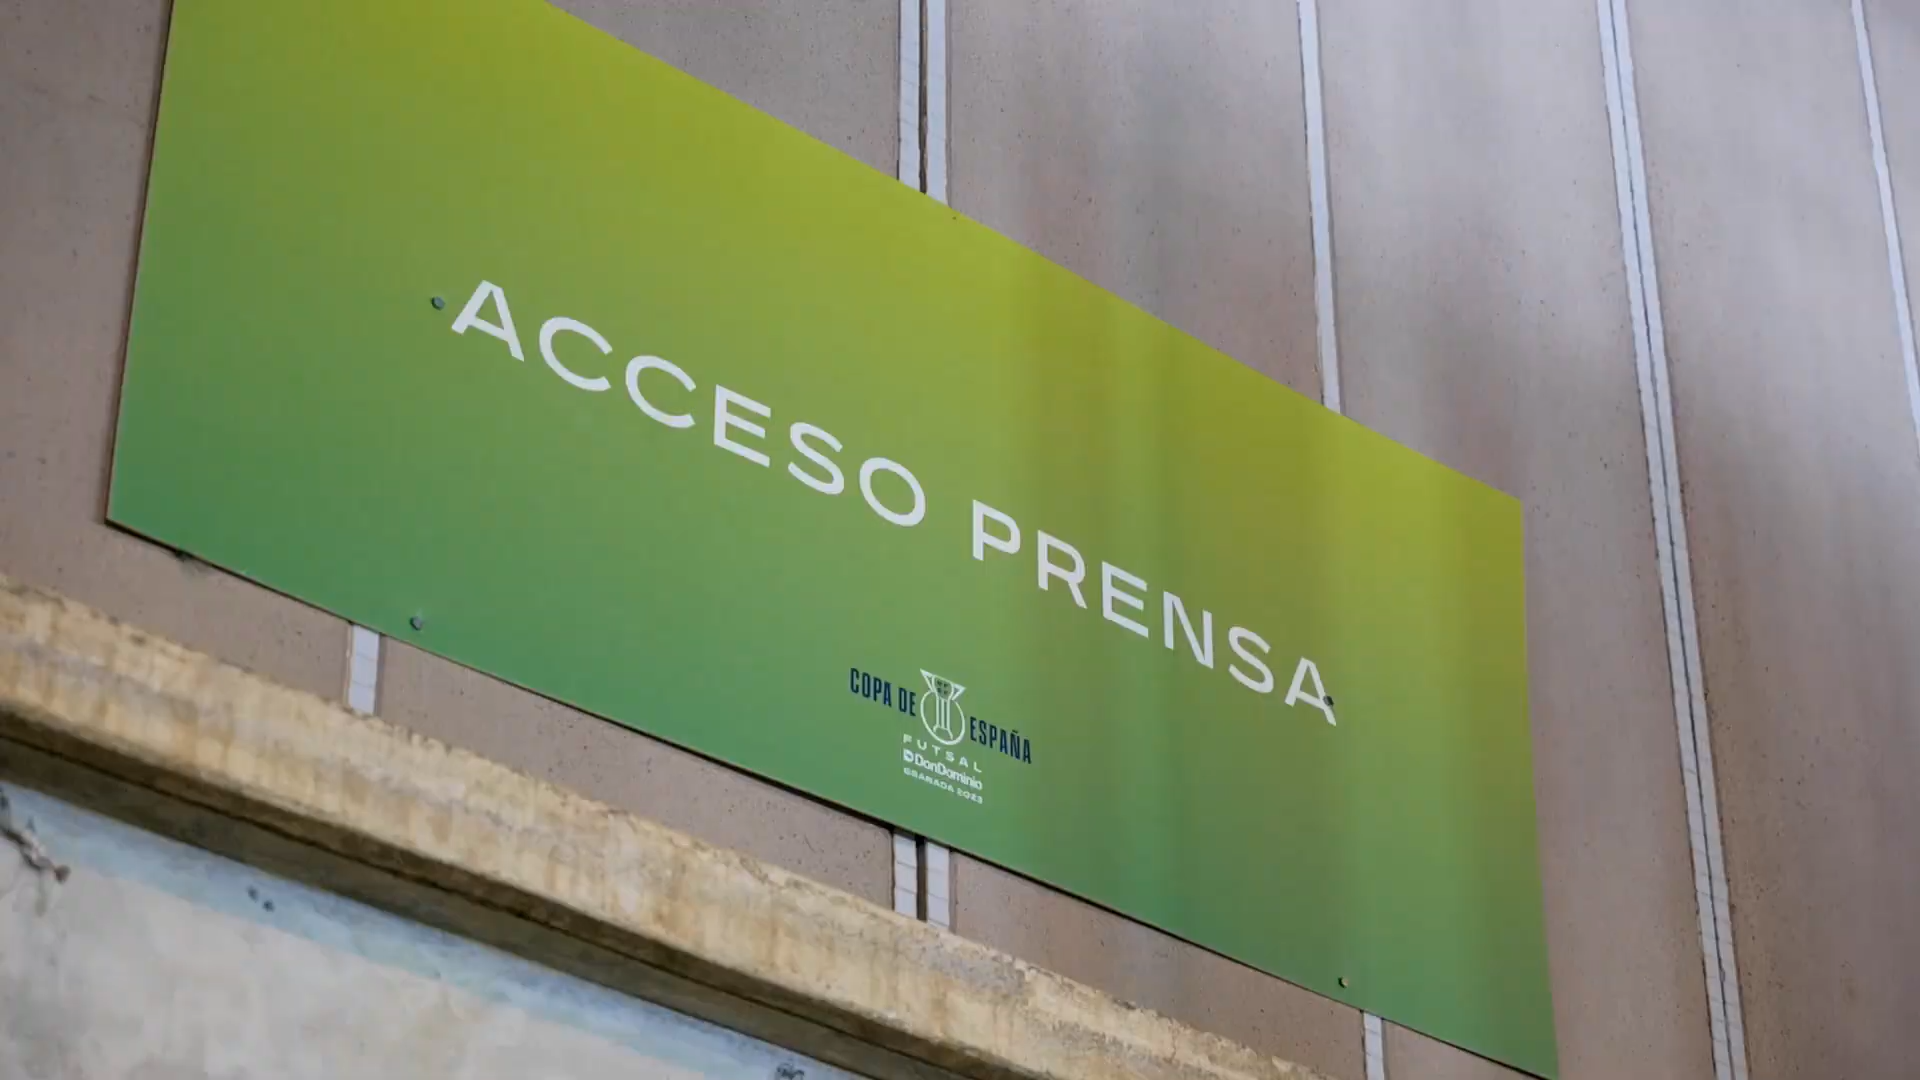 ACCESO PRENSA
COPA DE ESPAÑA
FUTSAL
DonDominio
GRANADA 2023